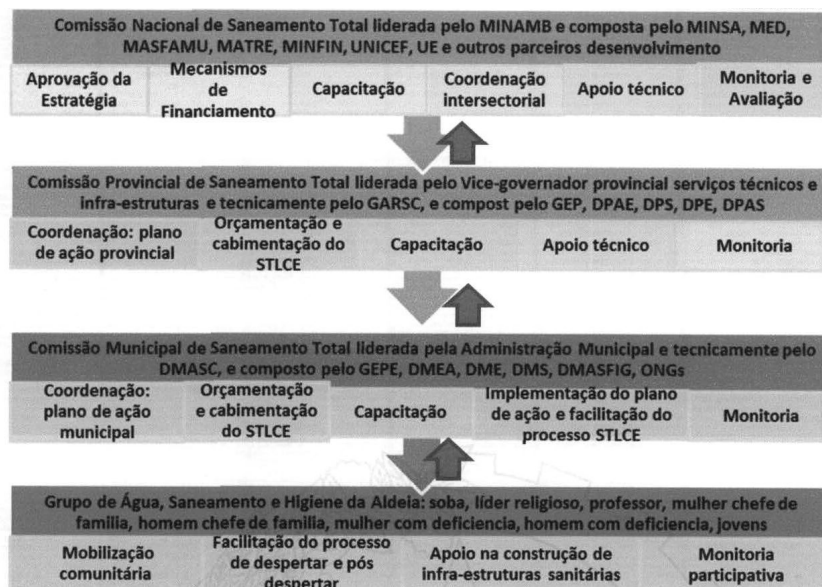 Comissão Nacional de Saneamento Total liderada pelo MINAMB e composta pelo MINSA, MED,
MASFAMU, MATRE, MINFIN, UNICEF, UE e outros parceiros desenvolvimento
Aprovação da
Estratégia
Mecanismos
de
Financiamento
Capacitação
Coordenação
intersectorial
Apoio técnico
Monitoria e
Avaliação
Comissão Provincial de Saneamento Total liderada pelo Vice-governador provincial serviços técnicos e
infra-estruturas e tecnicamente pelo GARSC, e compost pelo GEP, DPAE, DPS, DPE, DPAS
Coordenação: plano
de ação provincial
Orçamentação e
cabimentação do
STLCE
Capacitação
Apoio técnico
Monitoria
Comissão Municipal de Saneamento Total liderada pela Administração Municipal e tecnicamente pelo
DMASC, e composto pelo GEPE, DMEA, DME, DMS, DMASFIG, ONGs
Coordenação:
plano de ação
municipal
Orçamentação
e cabimentação
do STLCE
Capacitação
Implementação do plano
de ação e facilitação do
processo STLCE
Monitoria
Grupo de Água, Saneamento e Higiene da Aldeia: soba, líder religioso, professor, mulher chefe de
familia, homem chefe de familia, mulher com deficiencia, homem com deficiencia, jovens
Mobilização
comunitária
Facilitação do processo
de despertar e pós
despertar
Apoio na construção de
infra-estruturas sanitárias
Monitoria
participativa